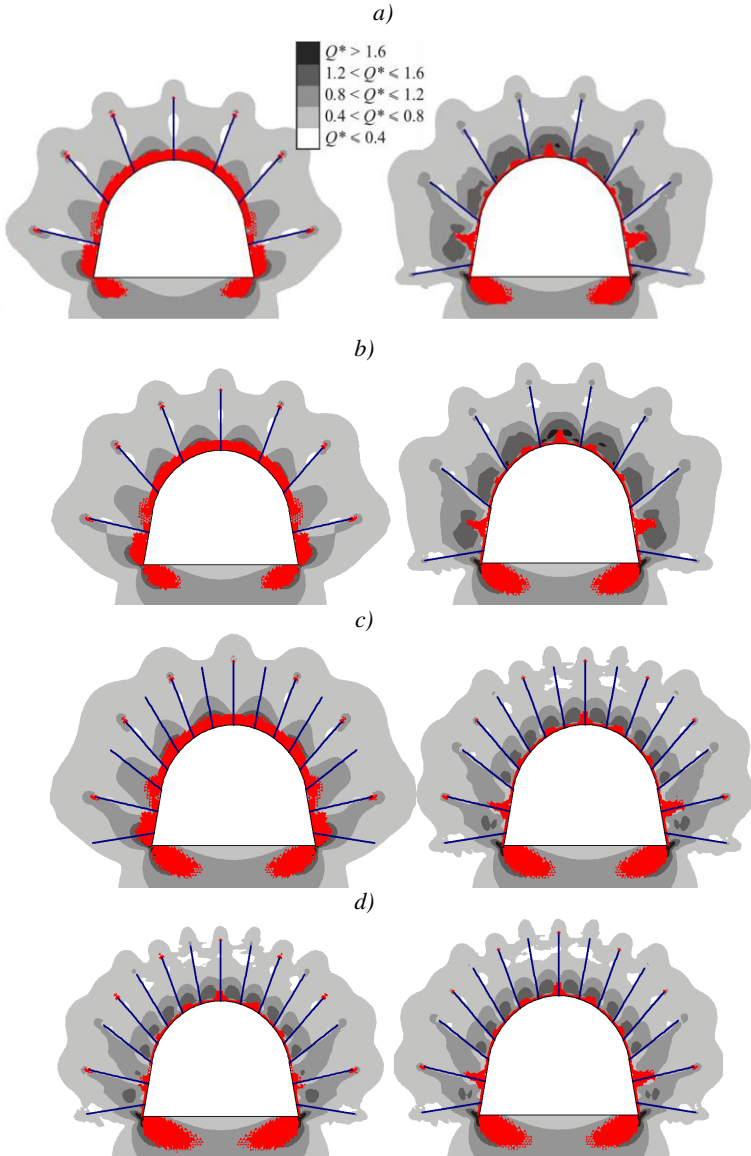 a)
Q* > 1.6
1.2 < Q* ⩽ 1.6
0.8 < Q* ⩽ 1.2
0.4 < Q* ⩽ 0.8
Q* ⩽ 0.4
b)
c)
d)